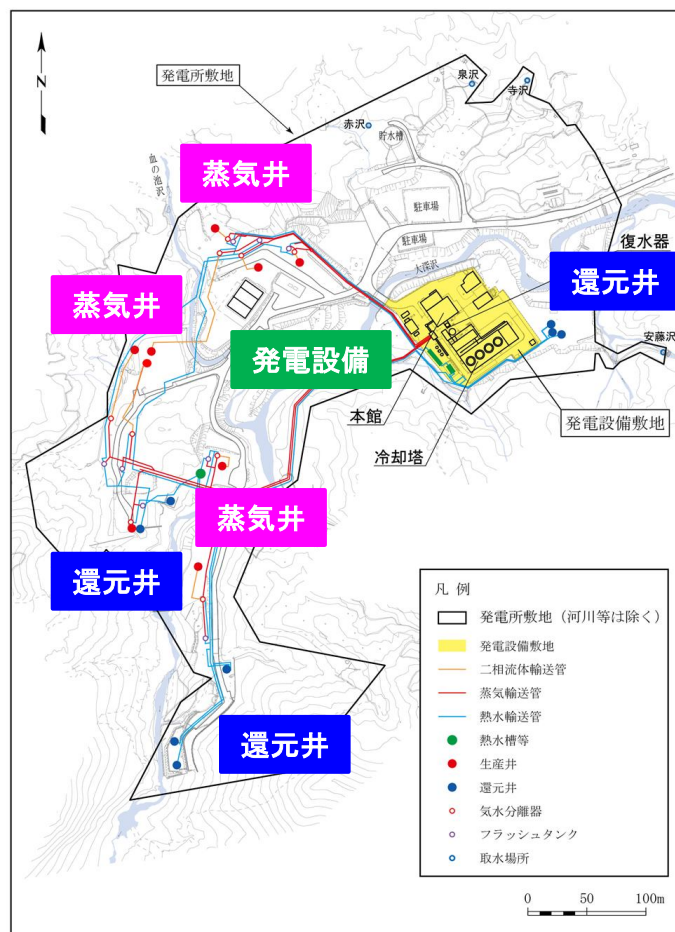 発電所敷地
N
泉沢
寺沢
赤沢
貯水槽
血の池沢
蒸気井
駐車場
駐車場
復水器
大深沢
還元井
蒸気井
安藤沢
発電設備
本館
発電設備敷地
冷却塔
蒸気井
還元井
還元井
凡 例
発電所敷地（河川等は除く）
発電設備敷地
二相流体輸送管
蒸気輸送管
熱水輸送管
熱水槽等
生産井
還元井
気水分離器
フラッシュタンク
取水場所
0 50 100m